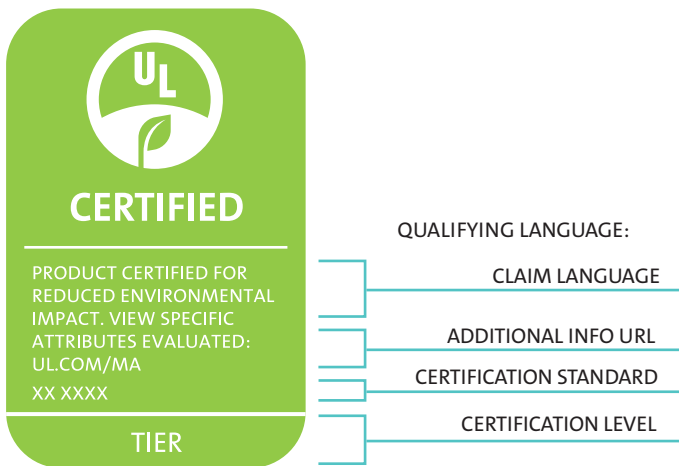 UL
CERTIFIED
PRODUCT CERTIFIED FOR
REDUCED ENVIRONMENTAL
IMPACT. VIEW SPECIFIC
ATTRIBUTES EVALUATED:
UL.COM/MA
XX XXXX
TIER
QUALIFYING LANGUAGE:
CLAIM LANGUAGE
ADDITIONAL INFO URL
CERTIFICATION STANDARD
CERTIFICATION LEVEL